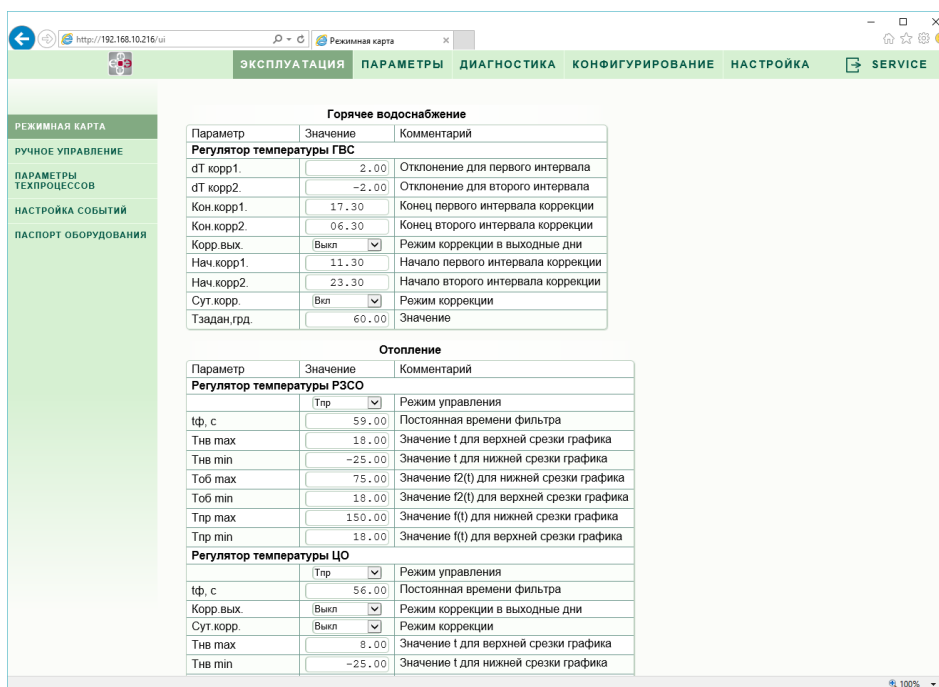 http://192.168.10.216/ui
Режимная карта
ЭКСПЛУАТАЦИЯ ПАРАМЕТРЫ ДИАГНОСТИКА КОНФИГУРИРОВАНИЕ НАСТРОЙКА SERVICE
РЕЖИМНАЯ КАРТА
РУЧНОЕ УПРАВЛЕНИЕ
ПАРАМЕТРЫ
ТЕХПРОЦЕССОВ
НАСТРОЙКА СОБЫТИЙ
ПАСПОРТ ОБОРУДОВАНИЯ
Горячее водоснабжение
Параметр Значение Комментарий
Регулятор температуры ГВС
dT корр1. 2.00 Отклонение для первого интервала
dT корр2. -2.00 Отклонение для второго интервала
Кон.корр1. 17.30 Конец первого интервала коррекции
Кон.корр2. 06.30 Конец второго интервала коррекции
Корр.вых. Выкл Режим коррекции в выходные дни
Нач.корр1. 11.30 Начало первого интервала коррекции
Нач.корр2. 23.30 Начало второго интервала коррекции
Сут.корр. Вкл Режим коррекции
Тзадан,грд. 60.00 Значение
Отопление
Параметр Значение Комментарий
Регулятор температуры РЗСО
Тпр Режим управления
tф, с 59.00 Постоянная времени фильтра
Тнв max 18.00 Значение t для верхней срезки графика
Тнв min -25.00 Значение t для нижней срезки графика
Тоб max 75.00 Значение f2(t) для нижней срезки графика
Тоб min 18.00 Значение f2(t) для верхней срезки графика
Тпр max 150.00 Значение f(t) для нижней срезки графика
Тпр min 18.00 Значение f(t) для верхней срезки графика
Регулятор температуры ЦО
Тпр Режим управления
tф, с 56.00 Постоянная времени фильтра
Корр.вых. Выкл Режим коррекции в выходные дни
Сут.корр. Выкл Режим коррекции
Тнв max 8.00 Значение t для верхней срезки графика
Тнв min -25.00 Значение t для нижней срезки графика
100%